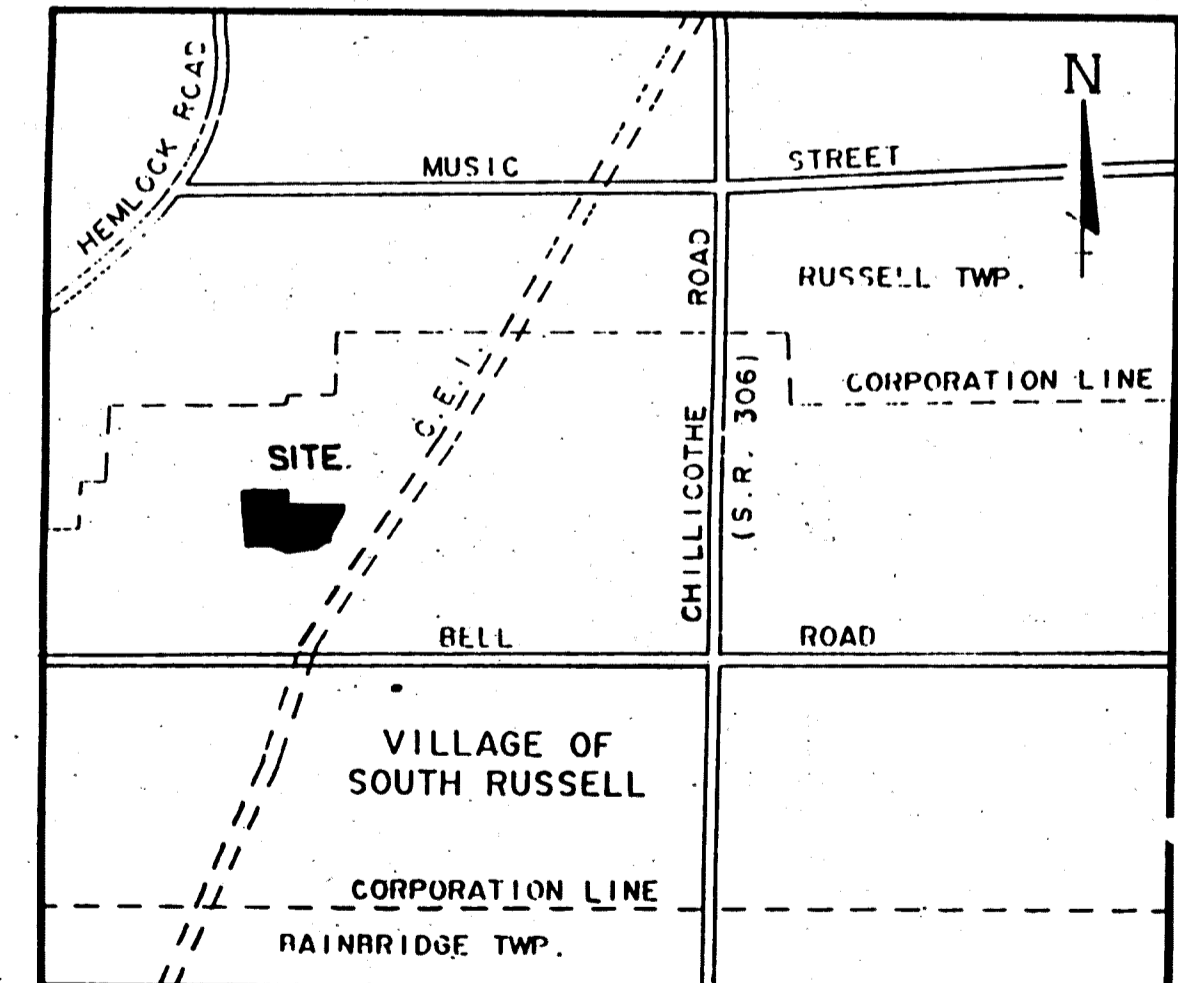 N
HEMLOCK ROAD
MUSIC STREET
RUSSELL TWP.
CHILLICOTHE ROAD
(S.R. 306)
C.E.I.
CORPORATION LINE
SITE.
BELL ROAD
VILLAGE OF
SOUTH RUSSELL
CORPORATION LINE
BAINBRIDGE TWP.